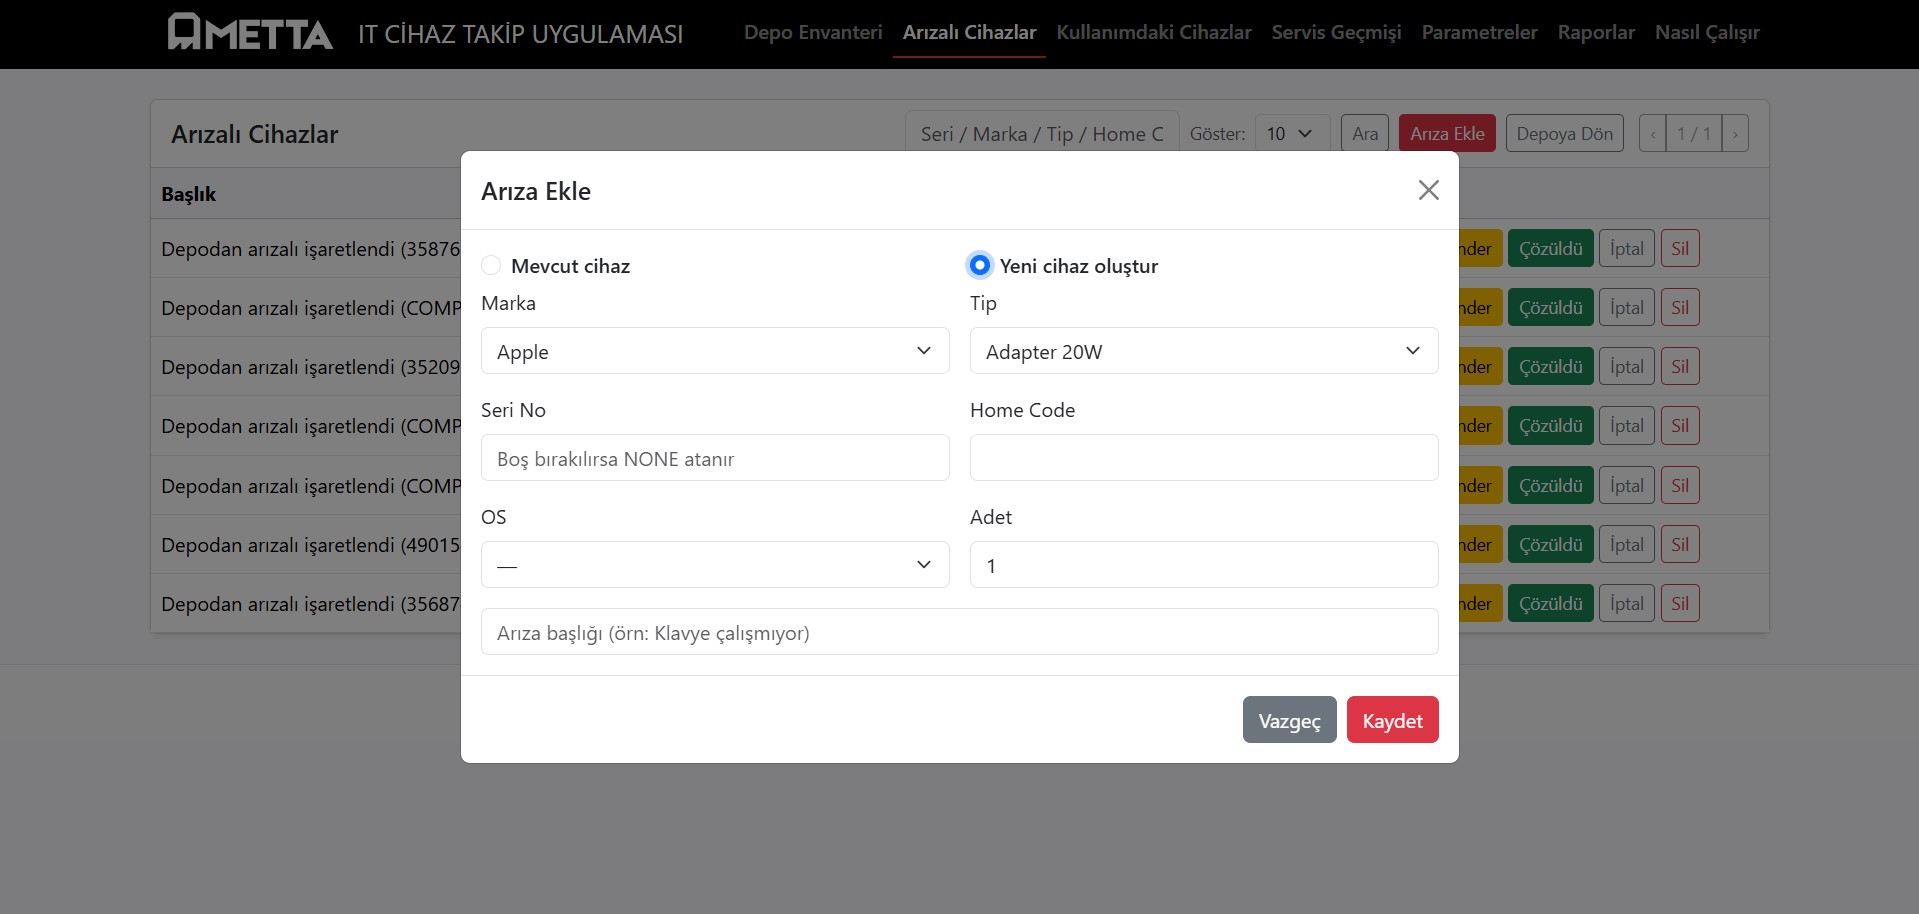 METTA IT CİHAZ TAKİP UYGULAMASI Depo Envanteri Arızalı Cihazlar Kullanımdaki Cihazlar Servis Geçmişi Parametreler Raporlar Nasıl Çalışır
Arızalı Cihazlar Seri / Marka / Tip / Home C Göster: 10 Ara Arıza Ekle Depoya Dön ‹ 1 / 1 ›
Başlık
Depodan arızalı işaretlendi (35876 nder Çözüldü İptal Sil
Depodan arızalı işaretlendi (COMP nder Çözüldü İptal Sil
Depodan arızalı işaretlendi (35209 nder Çözüldü İptal Sil
Depodan arızalı işaretlendi (COMP nder Çözüldü İptal Sil
Depodan arızalı işaretlendi (COMP nder Çözüldü İptal Sil
Depodan arızalı işaretlendi (49015 nder Çözüldü İptal Sil
Depodan arızalı işaretlendi (35687 nder Çözüldü İptal Sil
Arıza Ekle
Mevcut cihaz Yeni cihaz oluştur
Marka Tip
Apple Adapter 20W
Seri No Home Code
Boş bırakılırsa NONE atanır
OS Adet
— 1
Arıza başlığı (örn: Klavye çalışmıyor)
Vazgeç Kaydet